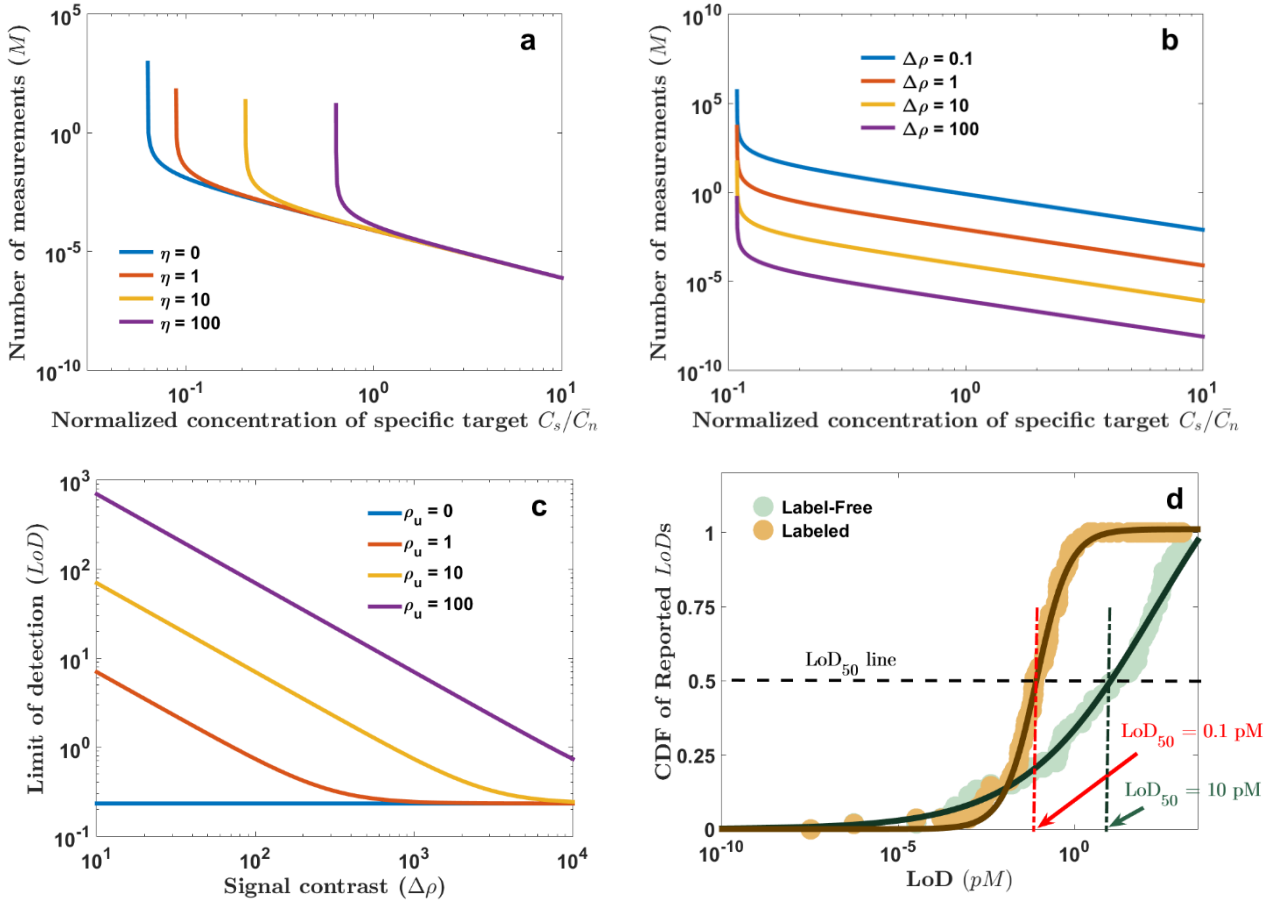 a
10^5
10^0
10^-5
10^-10
Number of measurements (M)
η = 0
η = 1
η = 10
η = 100
10^-1
10^0
10^1
Normalized concentration of specific target C_s/C̄_n
b
10^10
10^5
10^0
10^-5
10^-10
Number of measurements (M)
Δρ = 0.1
Δρ = 1
Δρ = 10
Δρ = 100
10^-1
10^0
10^1
Normalized concentration of specific target C_s/C̄_n
c
10^3
10^2
10^1
10^0
10^-1
Limit of detection (LoD)
ρ_u = 0
ρ_u = 1
ρ_u = 10
ρ_u = 100
10^1
10^2
10^3
10^4
Signal contrast (Δρ)
d
Label-Free
Labeled
1
0.75
0.5
0.25
0
CDF of Reported LoDs
LoD_50 line
LoD_50 = 0.1 pM
LoD_50 = 10 pM
10^-10
10^-5
10^0
LoD (pM)